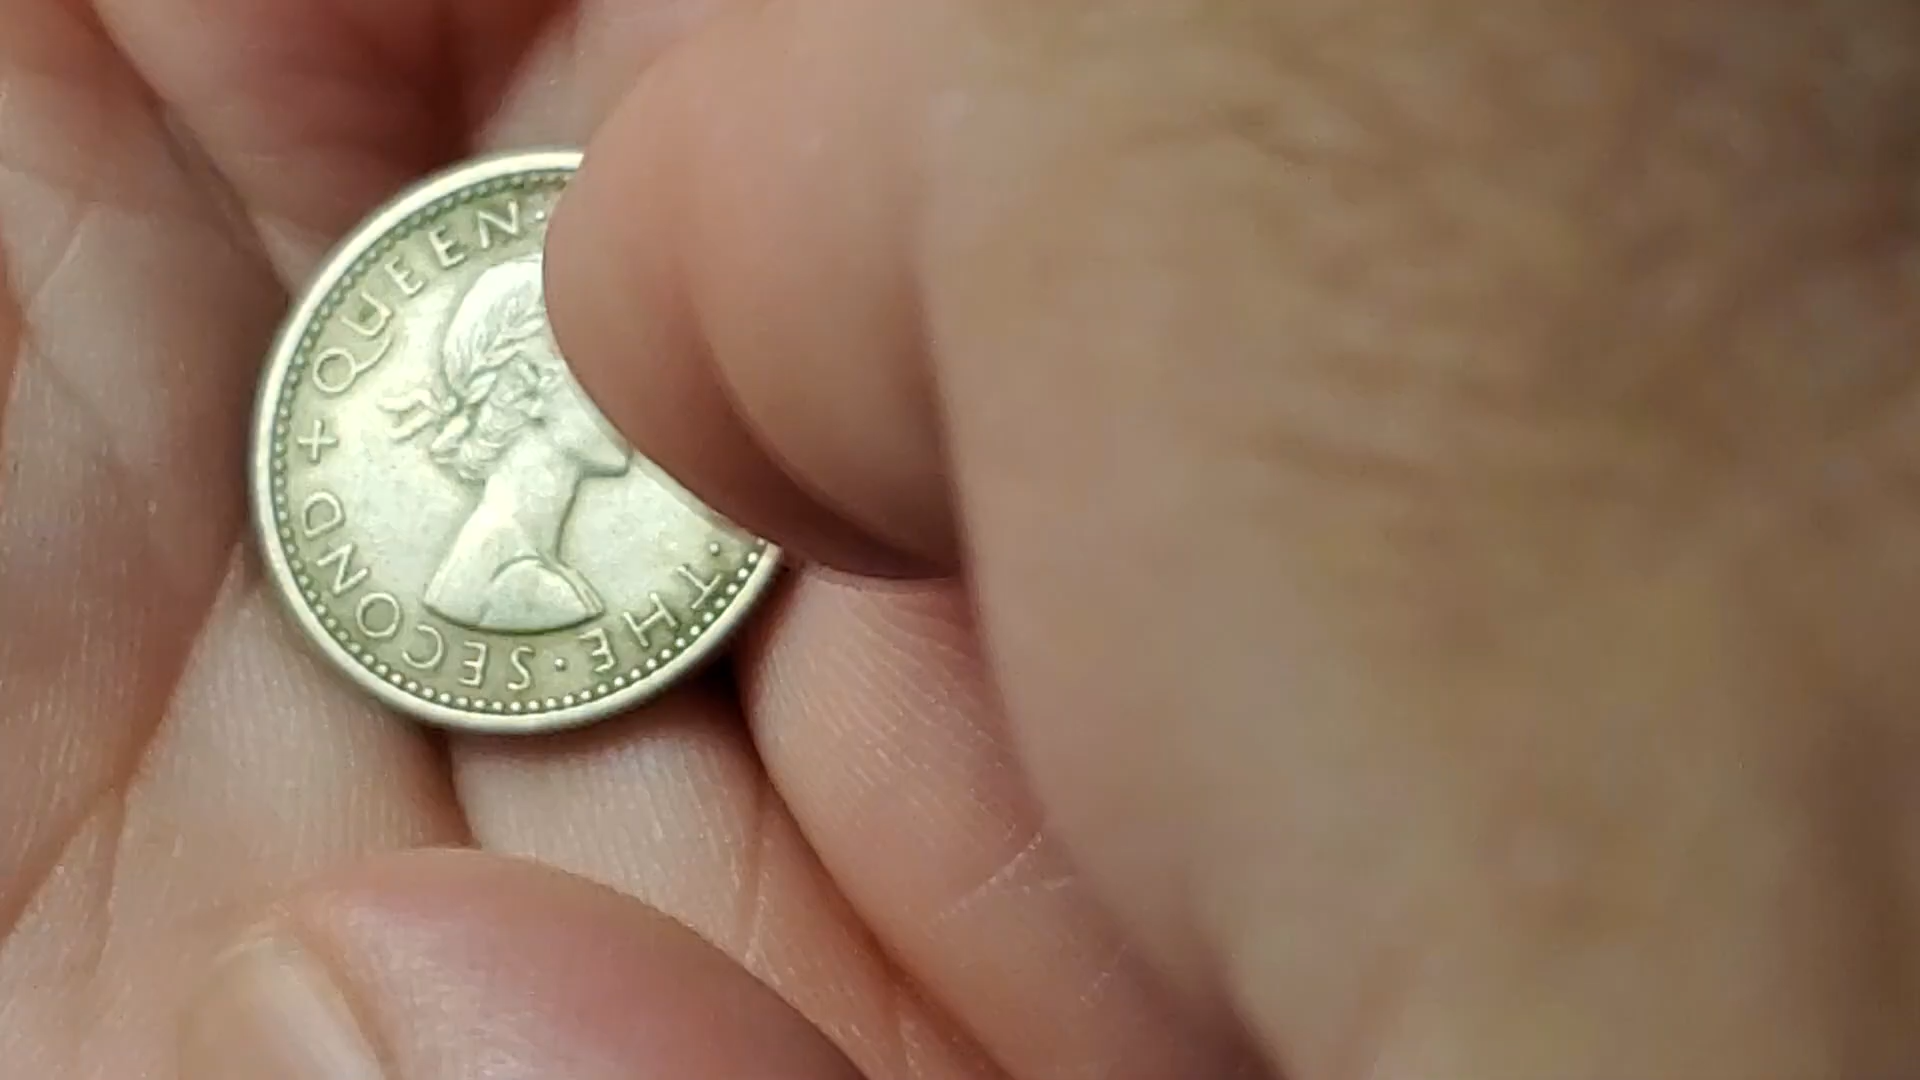 + QUEEN ·
· THE · SECOND